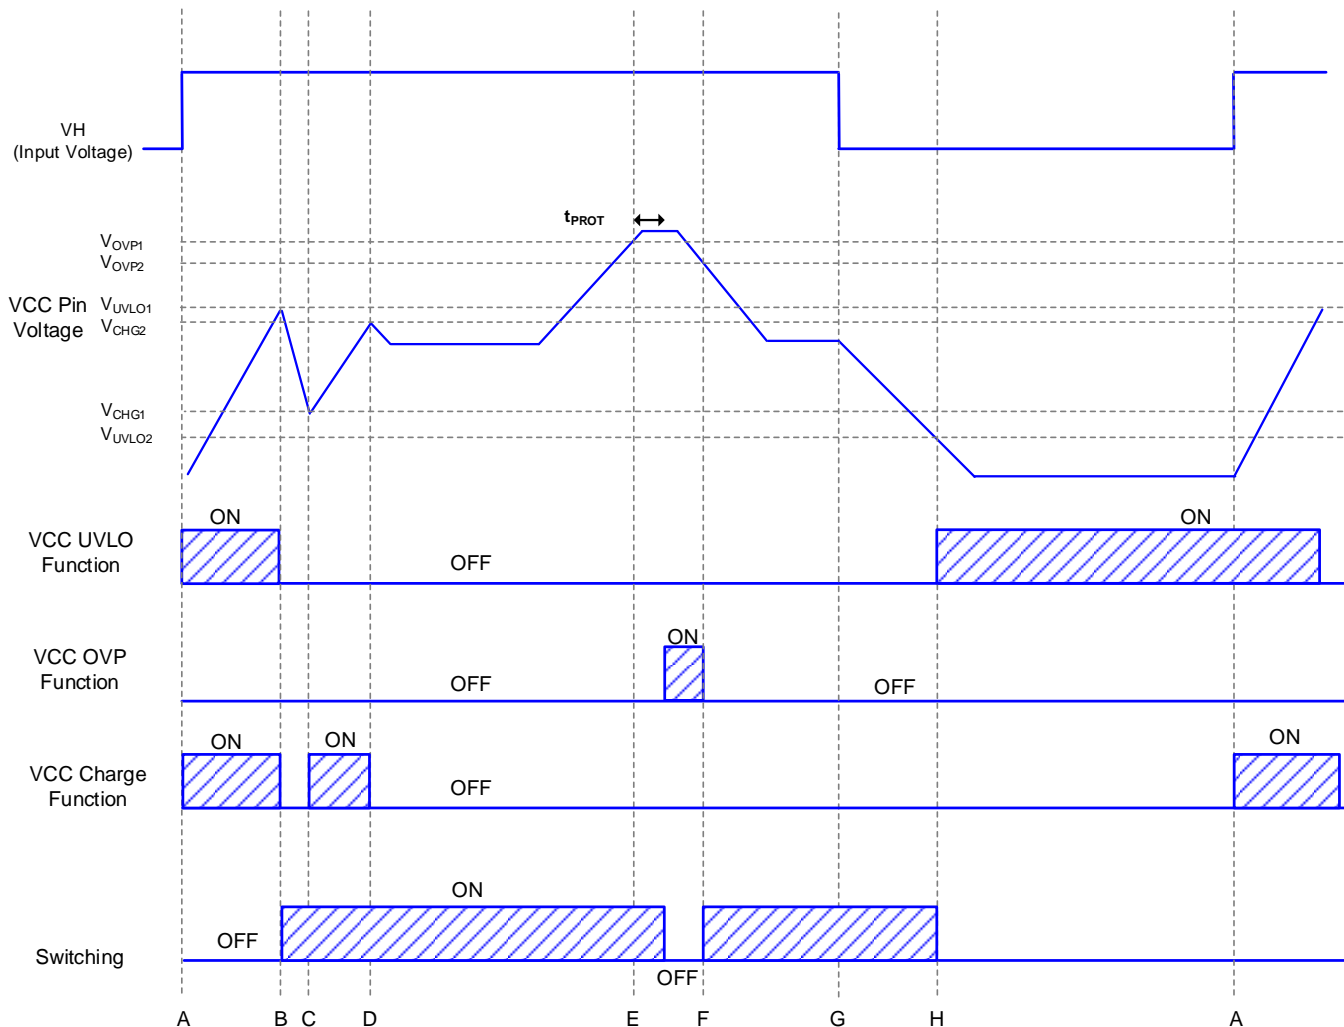 VH
(Input Voltage)
tPROT
VOVP1
VOVP2
VCC Pin
Voltage
VUVLO1
VCHG2
VCHG1
VUVLO2
ON
ON
VCC UVLO
Function
OFF
ON
VCC OVP
Function
OFF
OFF
ON
ON
ON
VCC Charge
Function
OFF
ON
OFF
Switching
OFF
A B C D E F G H A